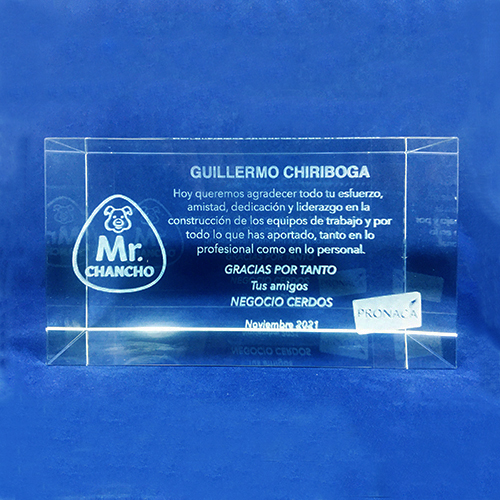 GUILLERMO CHIRIBOGA
Hoy queremos agradecer todo tu esfuerzo,
amistad, dedicación y liderazgo en la
construcción de los equipos de trabajo y por
todo lo que has aportado, tanto en lo
profesional como en lo personal.
GRACIAS POR TANTO
Tus amigos
NEGOCIO CERDOS
Noviembre 2021
Mr.
CHANCHO
PRONACA